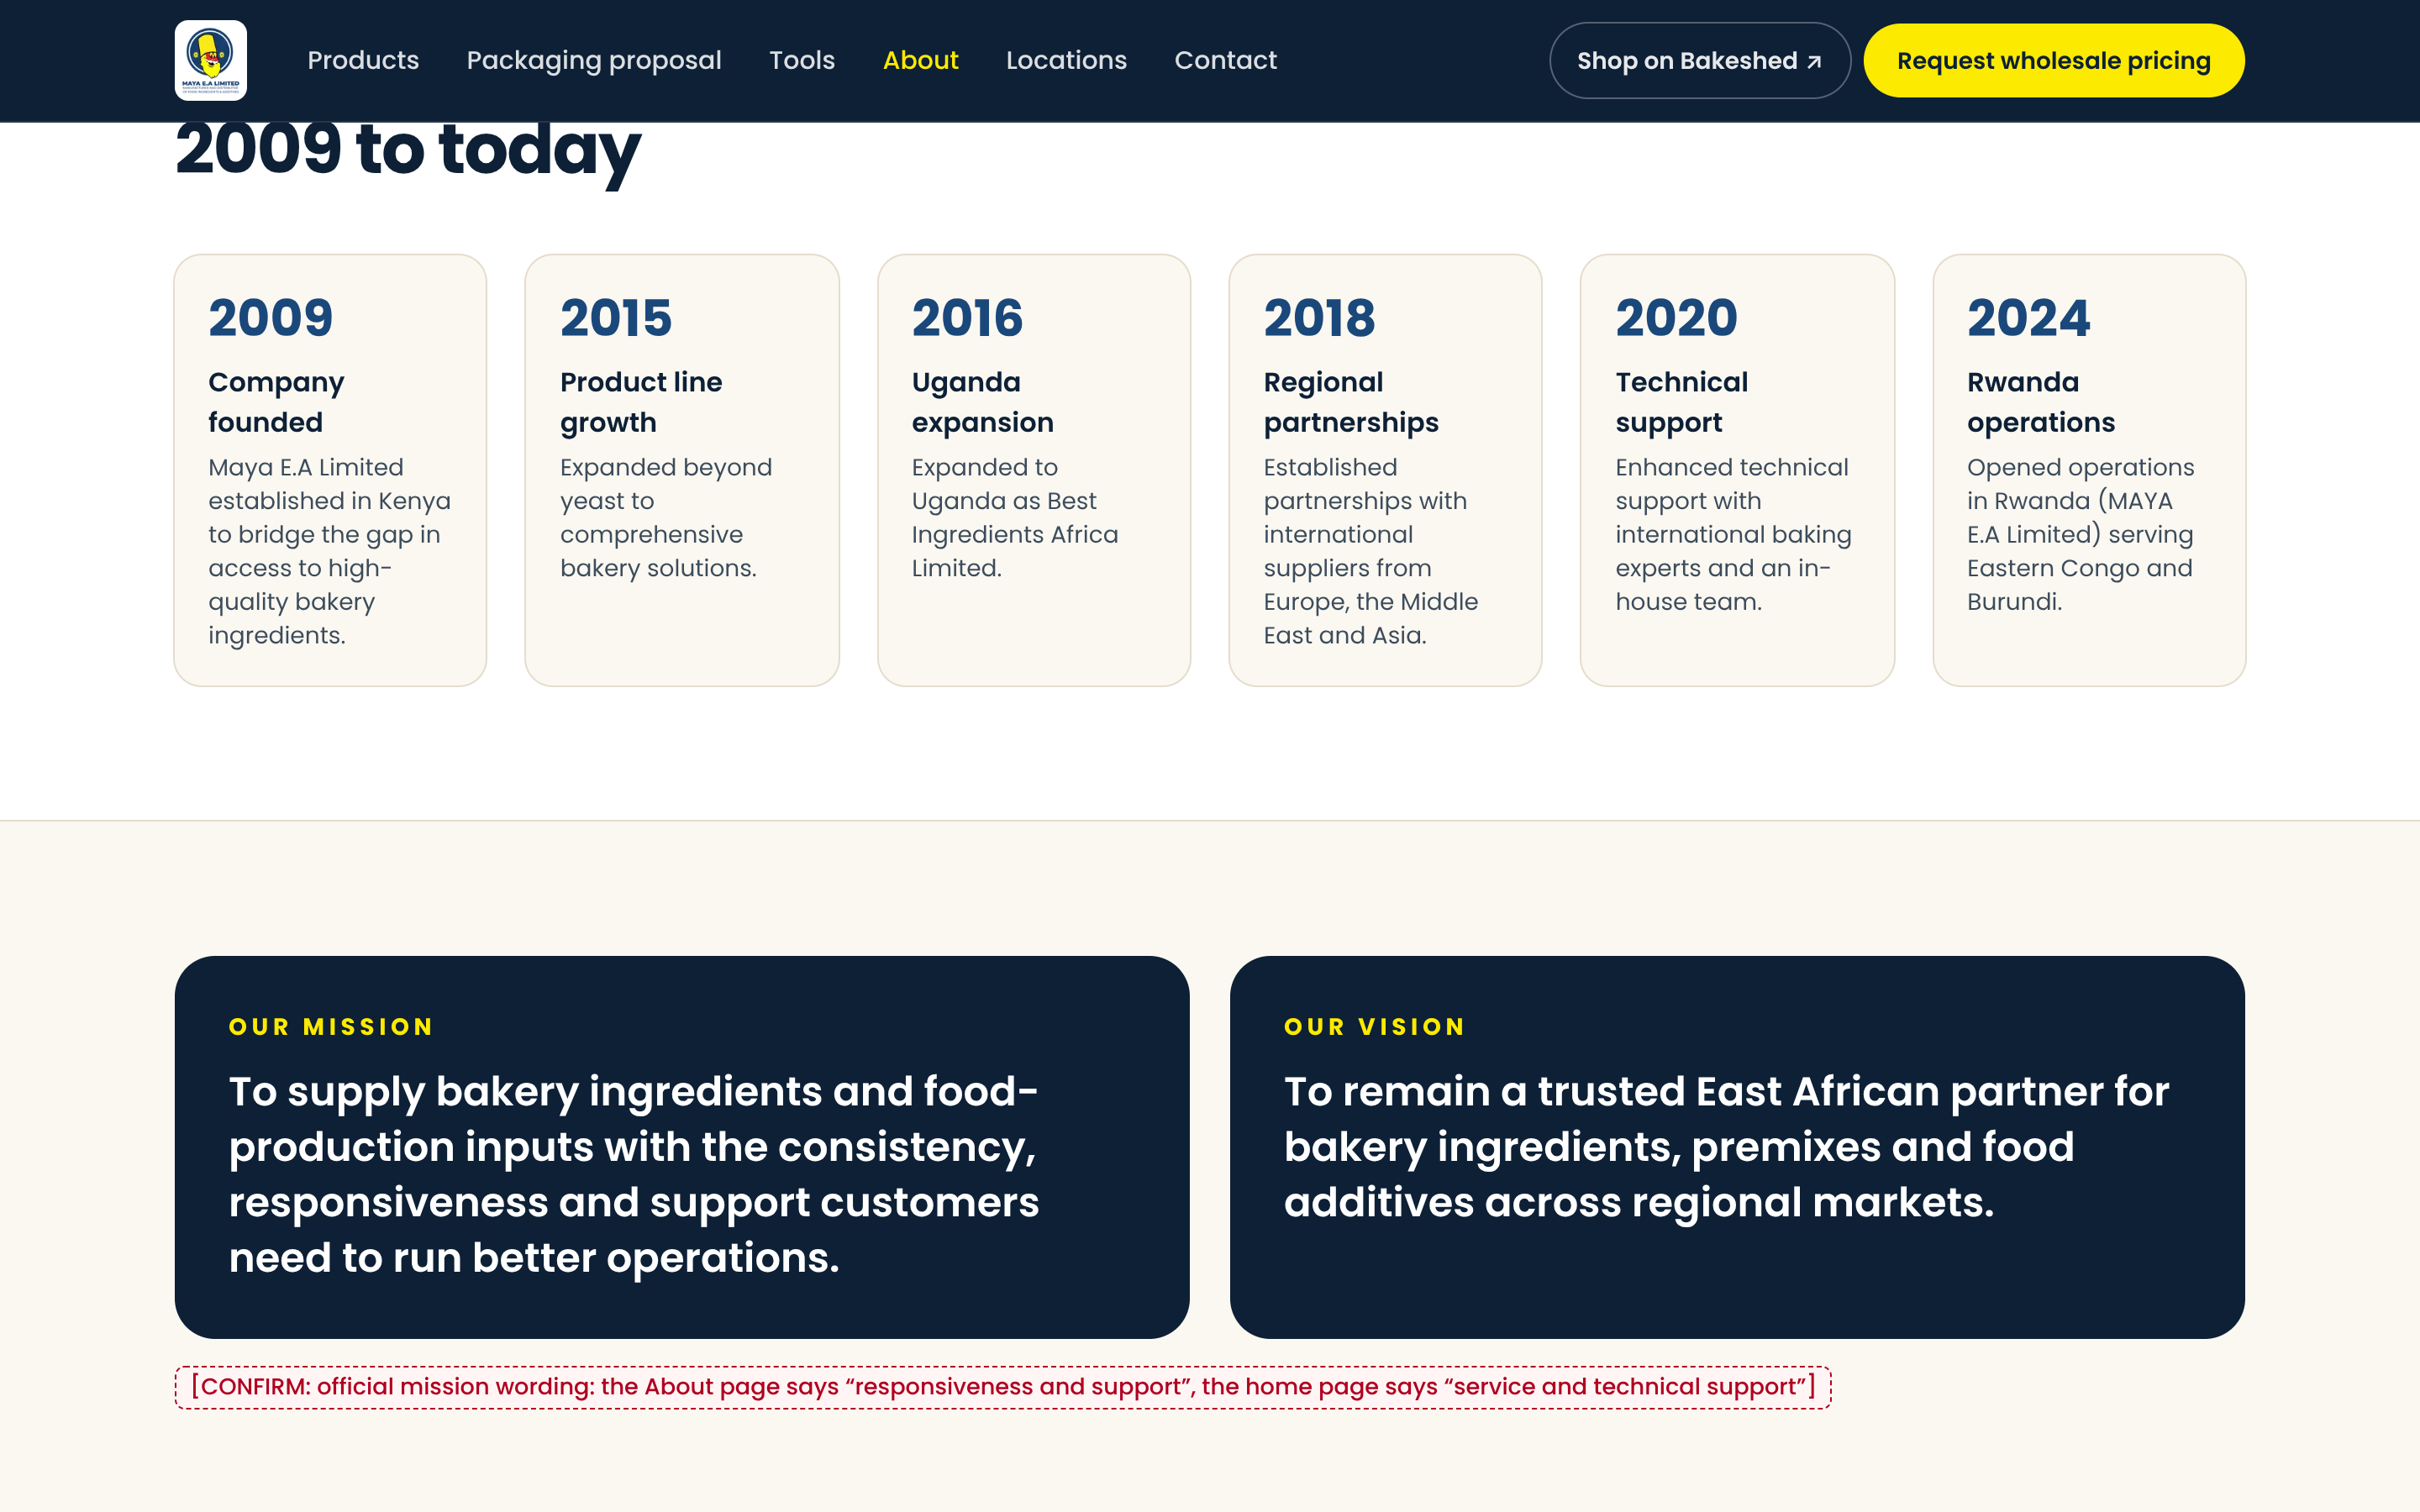 MAYA E.A LIMITED
Products
Packaging proposal
Tools
About
Locations
Contact
Shop on Bakeshed ↗
Request wholesale pricing
2009 to today
2009
Company
founded
Maya E.A Limited
established in Kenya
to bridge the gap in
access to high-
quality bakery
ingredients.
2015
Product line
growth
Expanded beyond
yeast to
comprehensive
bakery solutions.
2016
Uganda
expansion
Expanded to
Uganda as Best
Ingredients Africa
Limited.
2018
Regional
partnerships
Established
partnerships with
international
suppliers from
Europe, the Middle
East and Asia.
2020
Technical
support
Enhanced technical
support with
international baking
experts and an in-
house team.
2024
Rwanda
operations
Opened operations
in Rwanda (MAYA
E.A Limited) serving
Eastern Congo and
Burundi.
OUR MISSION
To supply bakery ingredients and food-
production inputs with the consistency,
responsiveness and support customers
need to run better operations.
OUR VISION
To remain a trusted East African partner for
bakery ingredients, premixes and food
additives across regional markets.
[CONFIRM: official mission wording: the About page says “responsiveness and support”, the home page says “service and technical support”]